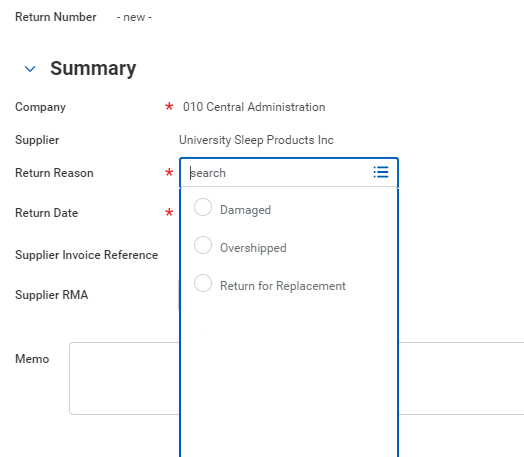 Return Number - new -
Summary
Company * 010 Central Administration
Supplier University Sleep Products Inc
Return Reason * search
Damaged
Return Date *
Overshipped
Supplier Invoice Reference
Return for Replacement
Supplier RMA
Memo